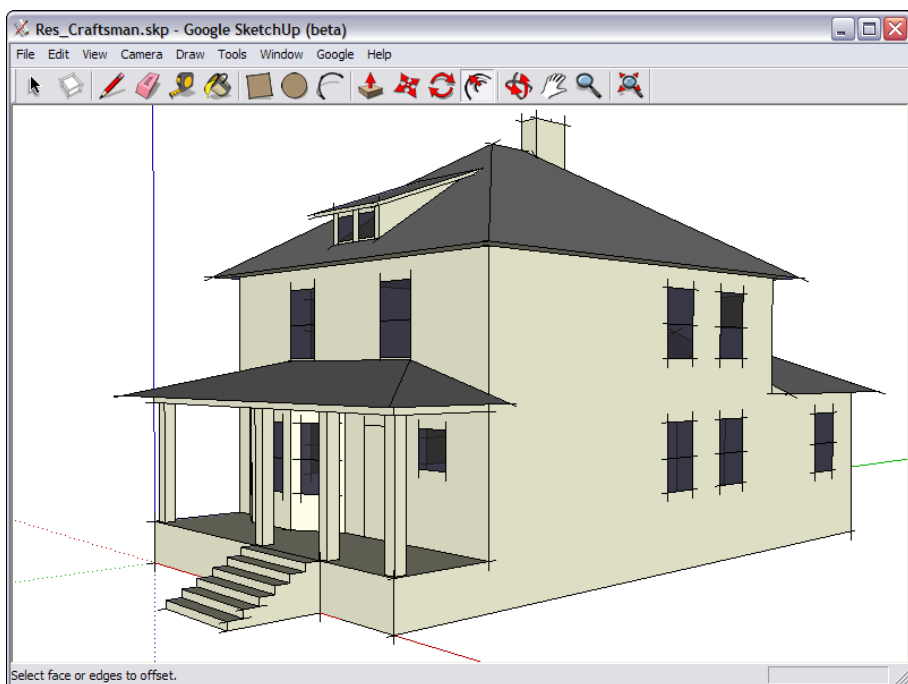 Res_Craftsman.skp - Google SketchUp (beta)
File Edit View Camera Draw Tools Window Google Help
Select face or edges to offset.